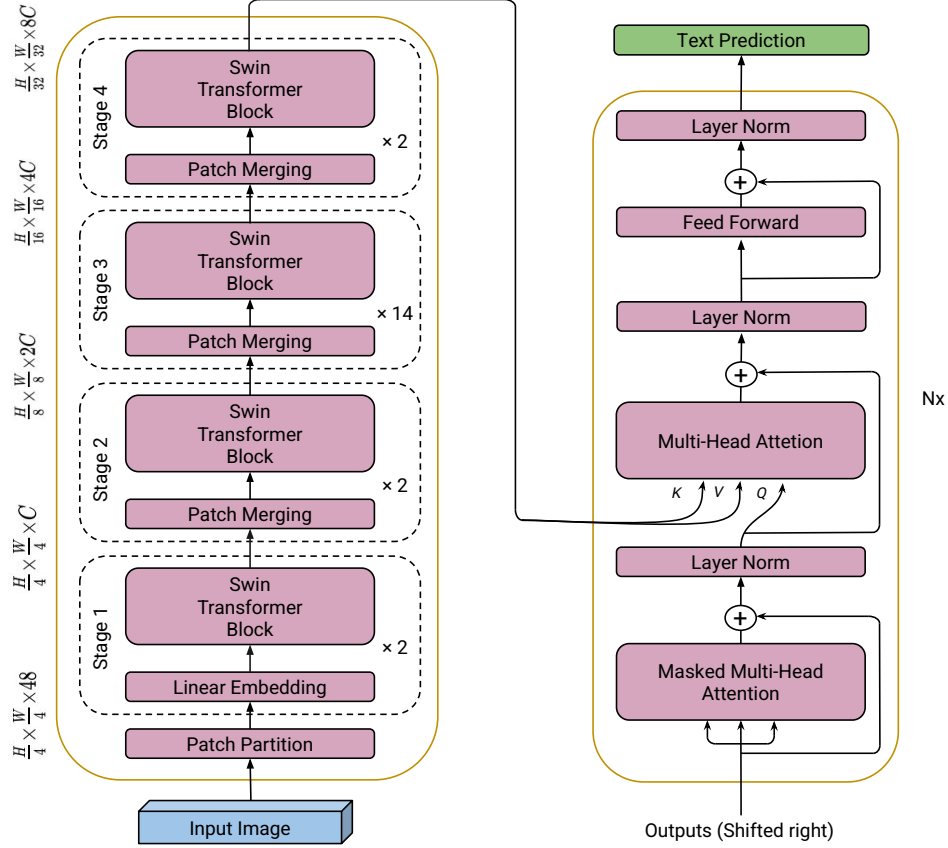 H/32 × W/32 ×8C
Stage 4
Swin
Transformer
Block
× 2
Patch Merging
H/16 × W/16 ×4C
Stage 3
Swin
Transformer
Block
× 14
Patch Merging
H/8 × W/8 ×2C
Stage 2
Swin
Transformer
Block
× 2
Patch Merging
H/4 × W/4 ×C
Stage 1
Swin
Transformer
Block
× 2
Linear Embedding
H/4 × W/4 ×48
Patch Partition
Input Image
Text Prediction
Layer Norm
+
Feed Forward
Layer Norm
+
Nx
Multi-Head Attetion
K V Q
Layer Norm
+
Masked Multi-Head
Attention
Outputs (Shifted right)